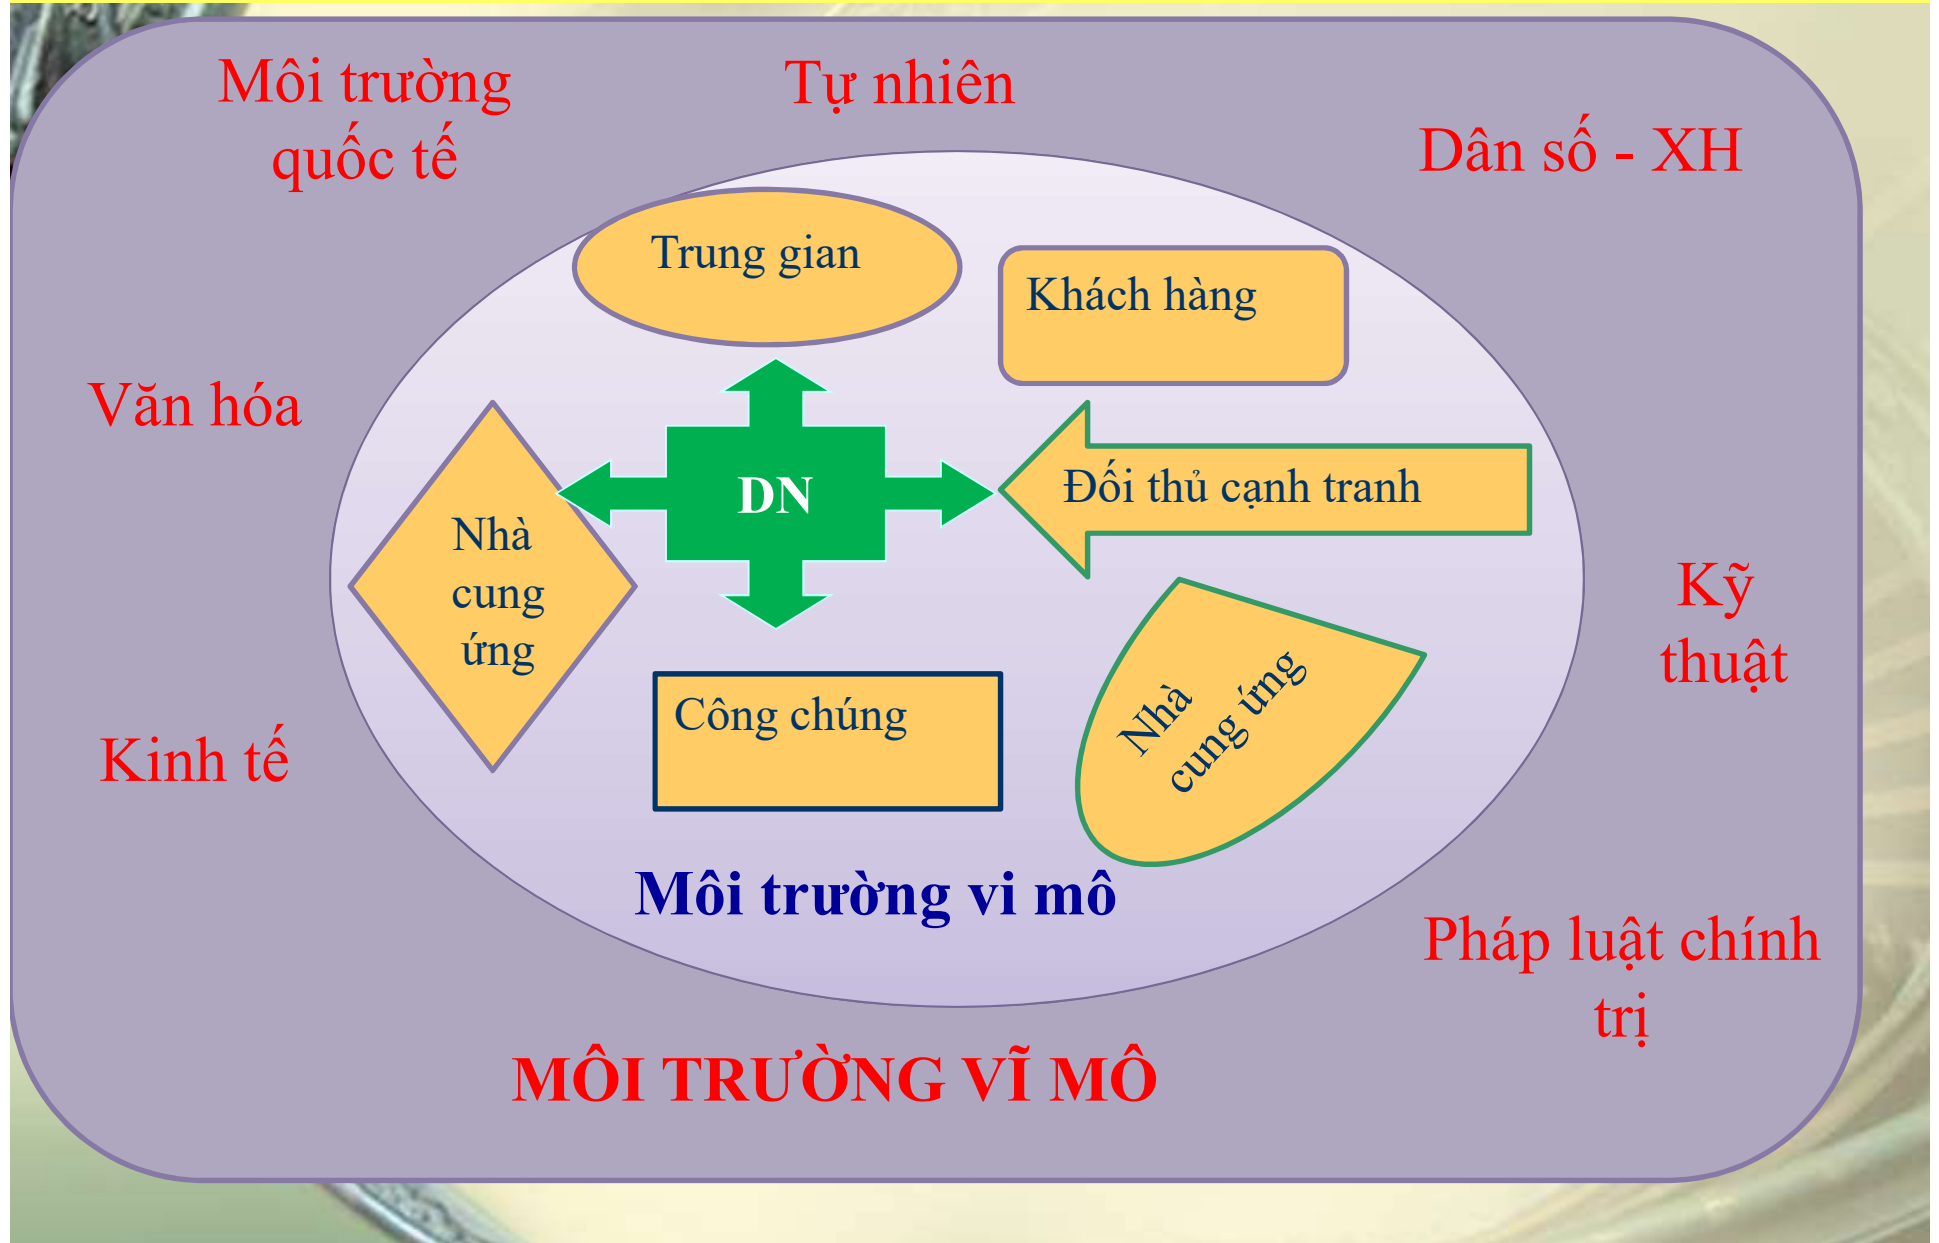 Môi trường
quốc tế
Tự nhiên
Dân số - XH
Trung gian
Khách hàng
Văn hóa
DN
Đối thủ cạnh tranh
Nhà
cung
ứng
Kỹ
thuật
Nhà
cung ứng
Công chúng
Kinh tế
Môi trường vi mô
Pháp luật chính
trị
MÔI TRƯỜNG VĨ MÔ